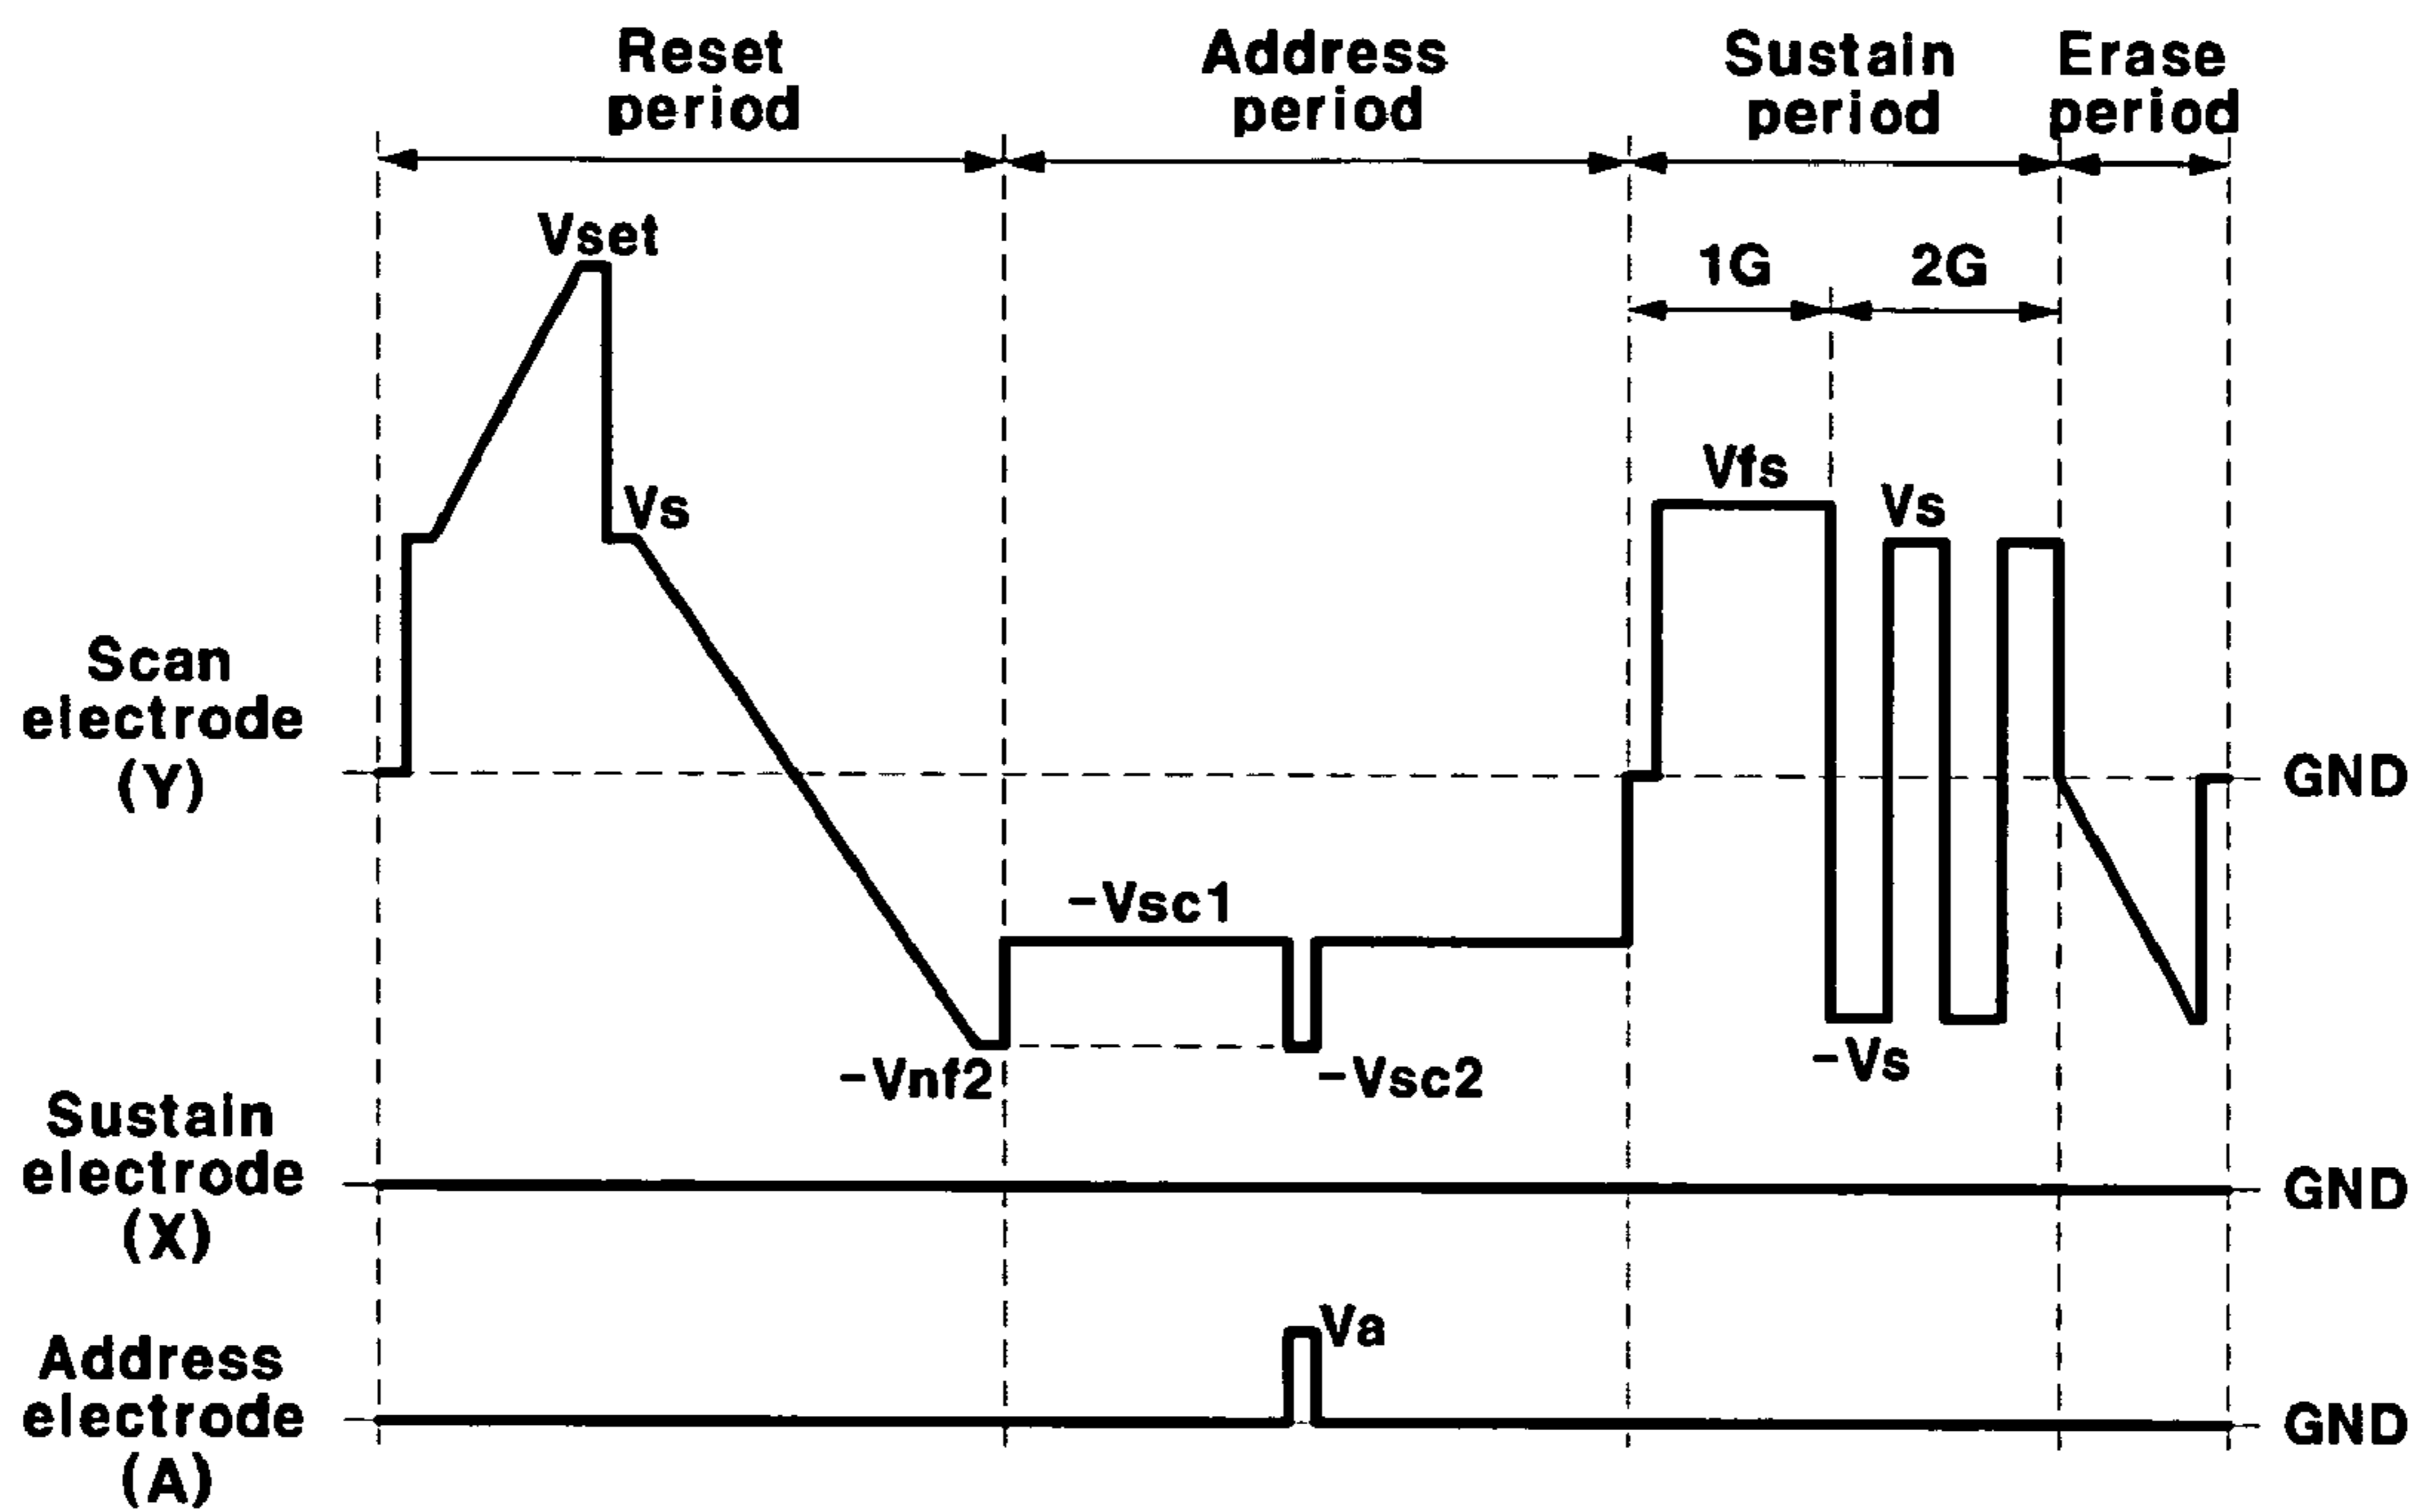 Reset
period
Address
period
Sustain
period
Erase
period
Vset
1G
2G
Vfs
Vs
Vs
Scan
electrode
(Y)
GND
-Vsc1
-Vnf2
-Vsc2
-Vs
Sustain
electrode
(X)
GND
Va
Address
electrode
(A)
GND